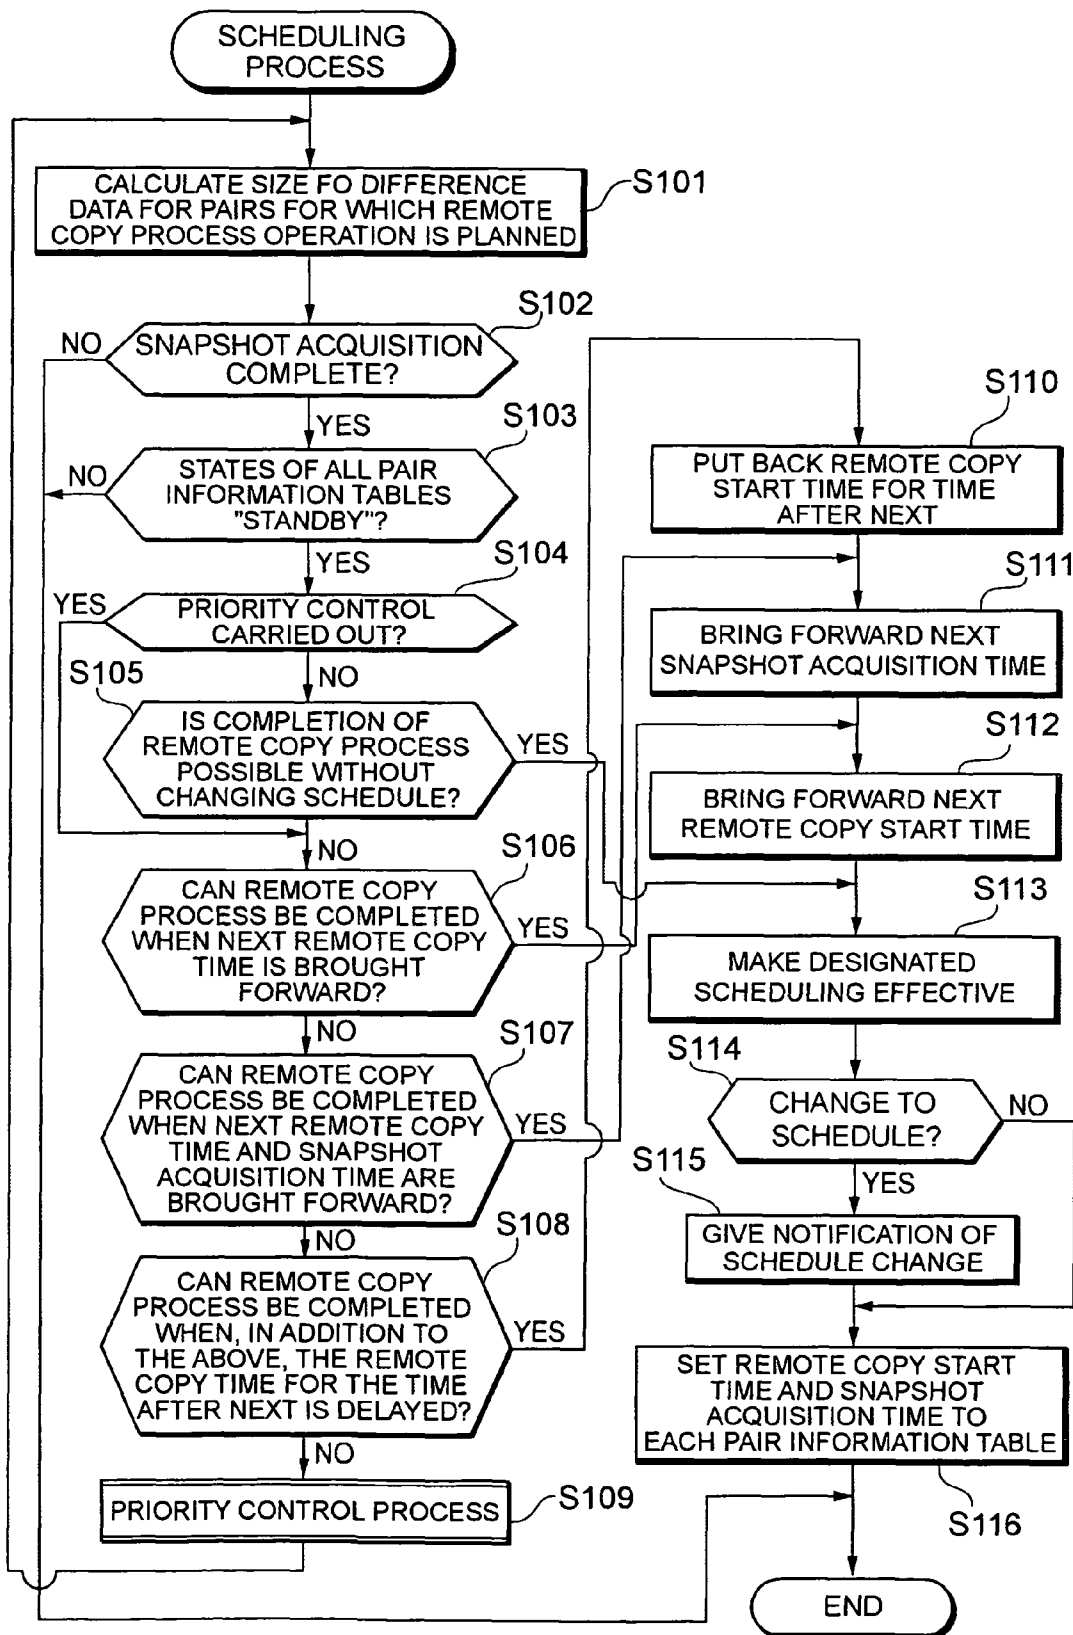 SCHEDULING
PROCESS
CALCULATE SIZE FO DIFFERENCE
DATA FOR PAIRS FOR WHICH REMOTE
COPY PROCESS OPERATION IS PLANNED
S101
S102
NO
SNAPSHOT ACQUISITION
COMPLETE?
YES
S103
NO
STATES OF ALL PAIR
INFORMATION TABLES
"STANDBY"?
YES
S104
YES
PRIORITY CONTROL
CARRIED OUT?
NO
S105
IS COMPLETION OF
REMOTE COPY PROCESS
POSSIBLE WITHOUT
CHANGING SCHEDULE?
YES
NO
S106
CAN REMOTE COPY
PROCESS BE COMPLETED
WHEN NEXT REMOTE COPY
TIME IS BROUGHT
FORWARD?
YES
NO
S107
CAN REMOTE COPY
PROCESS BE COMPLETED
WHEN NEXT REMOTE COPY
TIME AND SNAPSHOT
ACQUISITION TIME ARE
BROUGHT FORWARD?
YES
NO
S108
CAN REMOTE COPY
PROCESS BE COMPLETED
WHEN, IN ADDITION TO
THE ABOVE, THE REMOTE
COPY TIME FOR THE TIME
AFTER NEXT IS DELAYED?
YES
NO
PRIORITY CONTROL PROCESS
S109
S110
PUT BACK REMOTE COPY
START TIME FOR TIME
AFTER NEXT
S111
BRING FORWARD NEXT
SNAPSHOT ACQUISITION TIME
S112
BRING FORWARD NEXT
REMOTE COPY START TIME
S113
MAKE DESIGNATED
SCHEDULING EFFECTIVE
S114
CHANGE TO
SCHEDULE?
NO
S115
YES
GIVE NOTIFICATION OF
SCHEDULE CHANGE
SET REMOTE COPY START
TIME AND SNAPSHOT
ACQUISITION TIME TO
EACH PAIR INFORMATION TABLE
S116
END